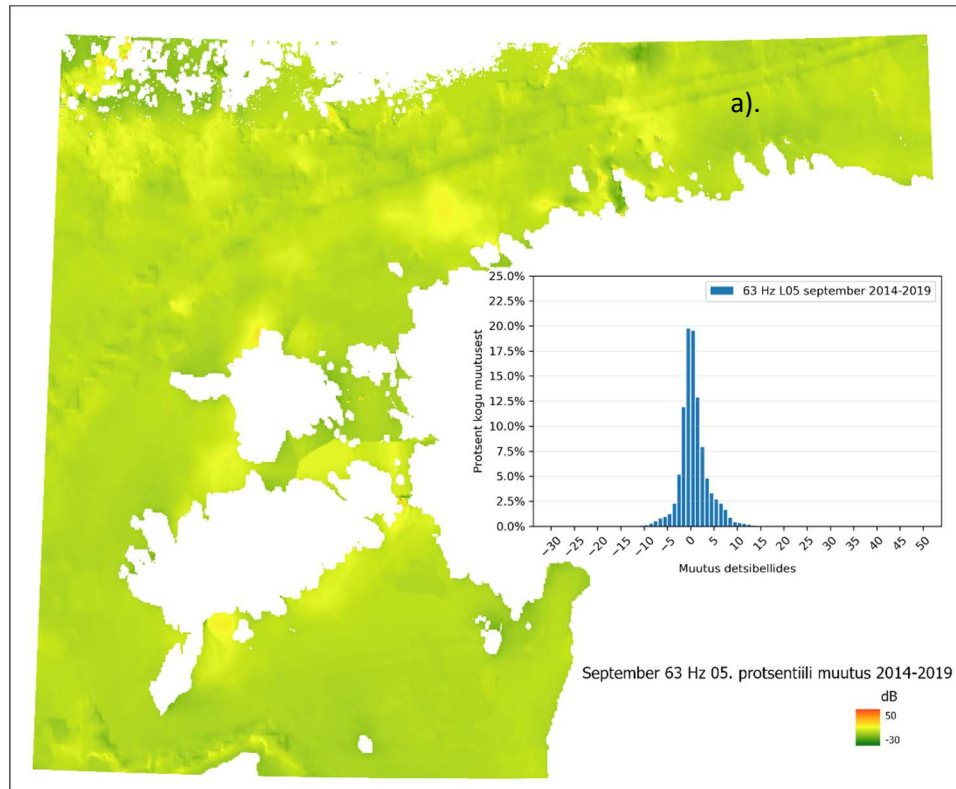 a).
25.0%
22.5%
20.0%
17.5%
15.0%
12.5%
10.0%
7.5%
5.0%
2.5%
0.0%
Protsent kogu muutusest
63 Hz L05 september 2014-2019
−30 −25 −20 −15 −10 −5 0 5 10 15 20 25 30 35 40 45 50
Muutus detsibellides
September 63 Hz 05. protsentiili muutus 2014-2019
dB
50
-30